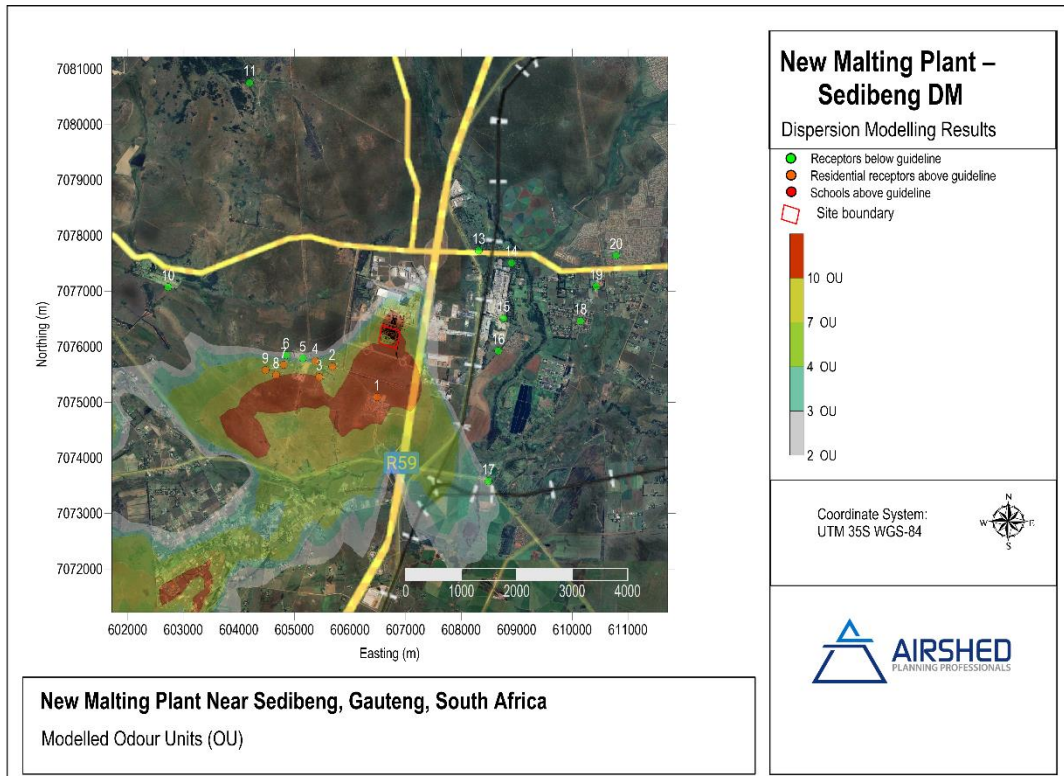 New Malting Plant –
Sedibeng DM
Dispersion Modelling Results
Receptors below guideline
Residential receptors above guideline
Schools above guideline
Site boundary
10 OU
7 OU
4 OU
3 OU
2 OU
Coordinate System:
UTM 35S WGS-84
N
W E
S
AIRSHED
PLANNING PROFESSIONALS
Northing (m)
7081000
7080000
7079000
7078000
7077000
7076000
7075000
7074000
7073000
7072000
11
13
14
20
10
19
15
18
16
6
5
4
2
7
9
8
3
1
R59
17
0 1000 2000 3000 4000
602000 603000 604000 605000 606000 607000 608000 609000 610000 611000
Easting (m)
New Malting Plant Near Sedibeng, Gauteng, South Africa
Modelled Odour Units (OU)